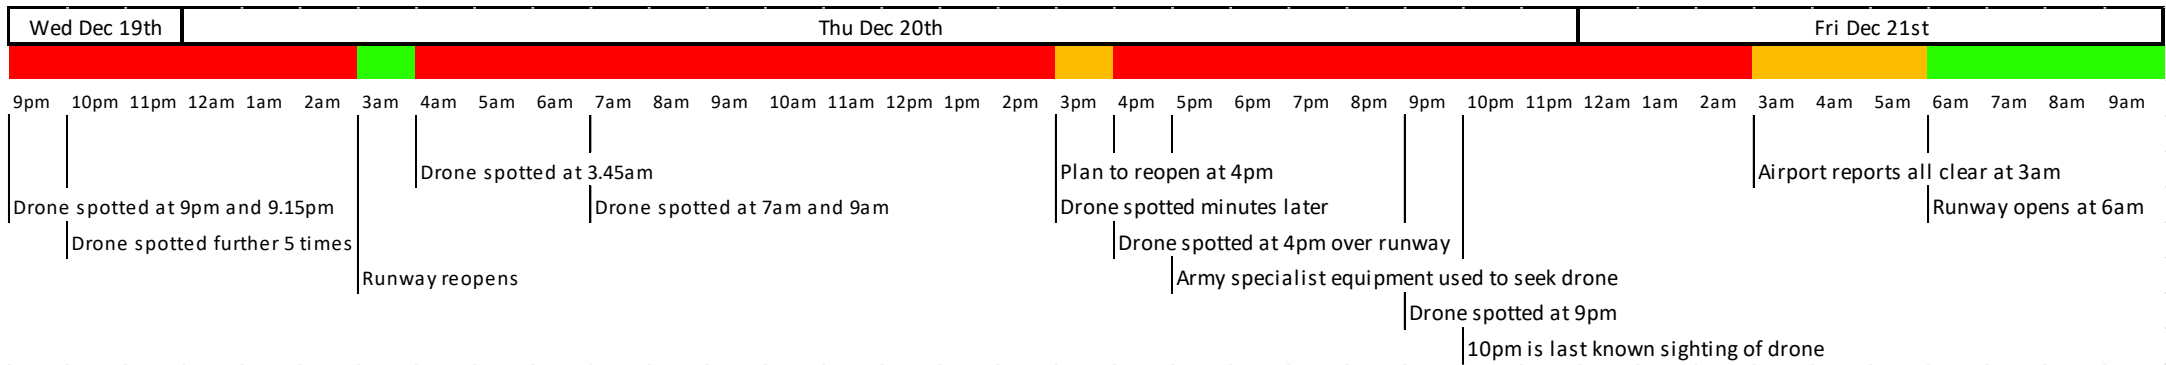 Wed Dec 19th Thu Dec 20th Fri Dec 21st
9pm 10pm 11pm 12am 1am 2am 3am 4am 5am 6am 7am 8am 9am 10am 11am 12pm 1pm 2pm 3pm 4pm 5pm 6pm 7pm 8pm 9pm 10pm 11pm 12am 1am 2am 3am 4am 5am 6am 7am 8am 9am
Drone spotted at 3.45am Plan to reopen at 4pm Airport reports all clear at 3am
Drone spotted at 9pm and 9.15pm Drone spotted at 7am and 9am Drone spotted minutes later Runway opens at 6am
Drone spotted further 5 times Drone spotted at 4pm over runway
Runway reopens Army specialist equipment used to seek drone
Drone spotted at 9pm
10pm is last known sighting of drone